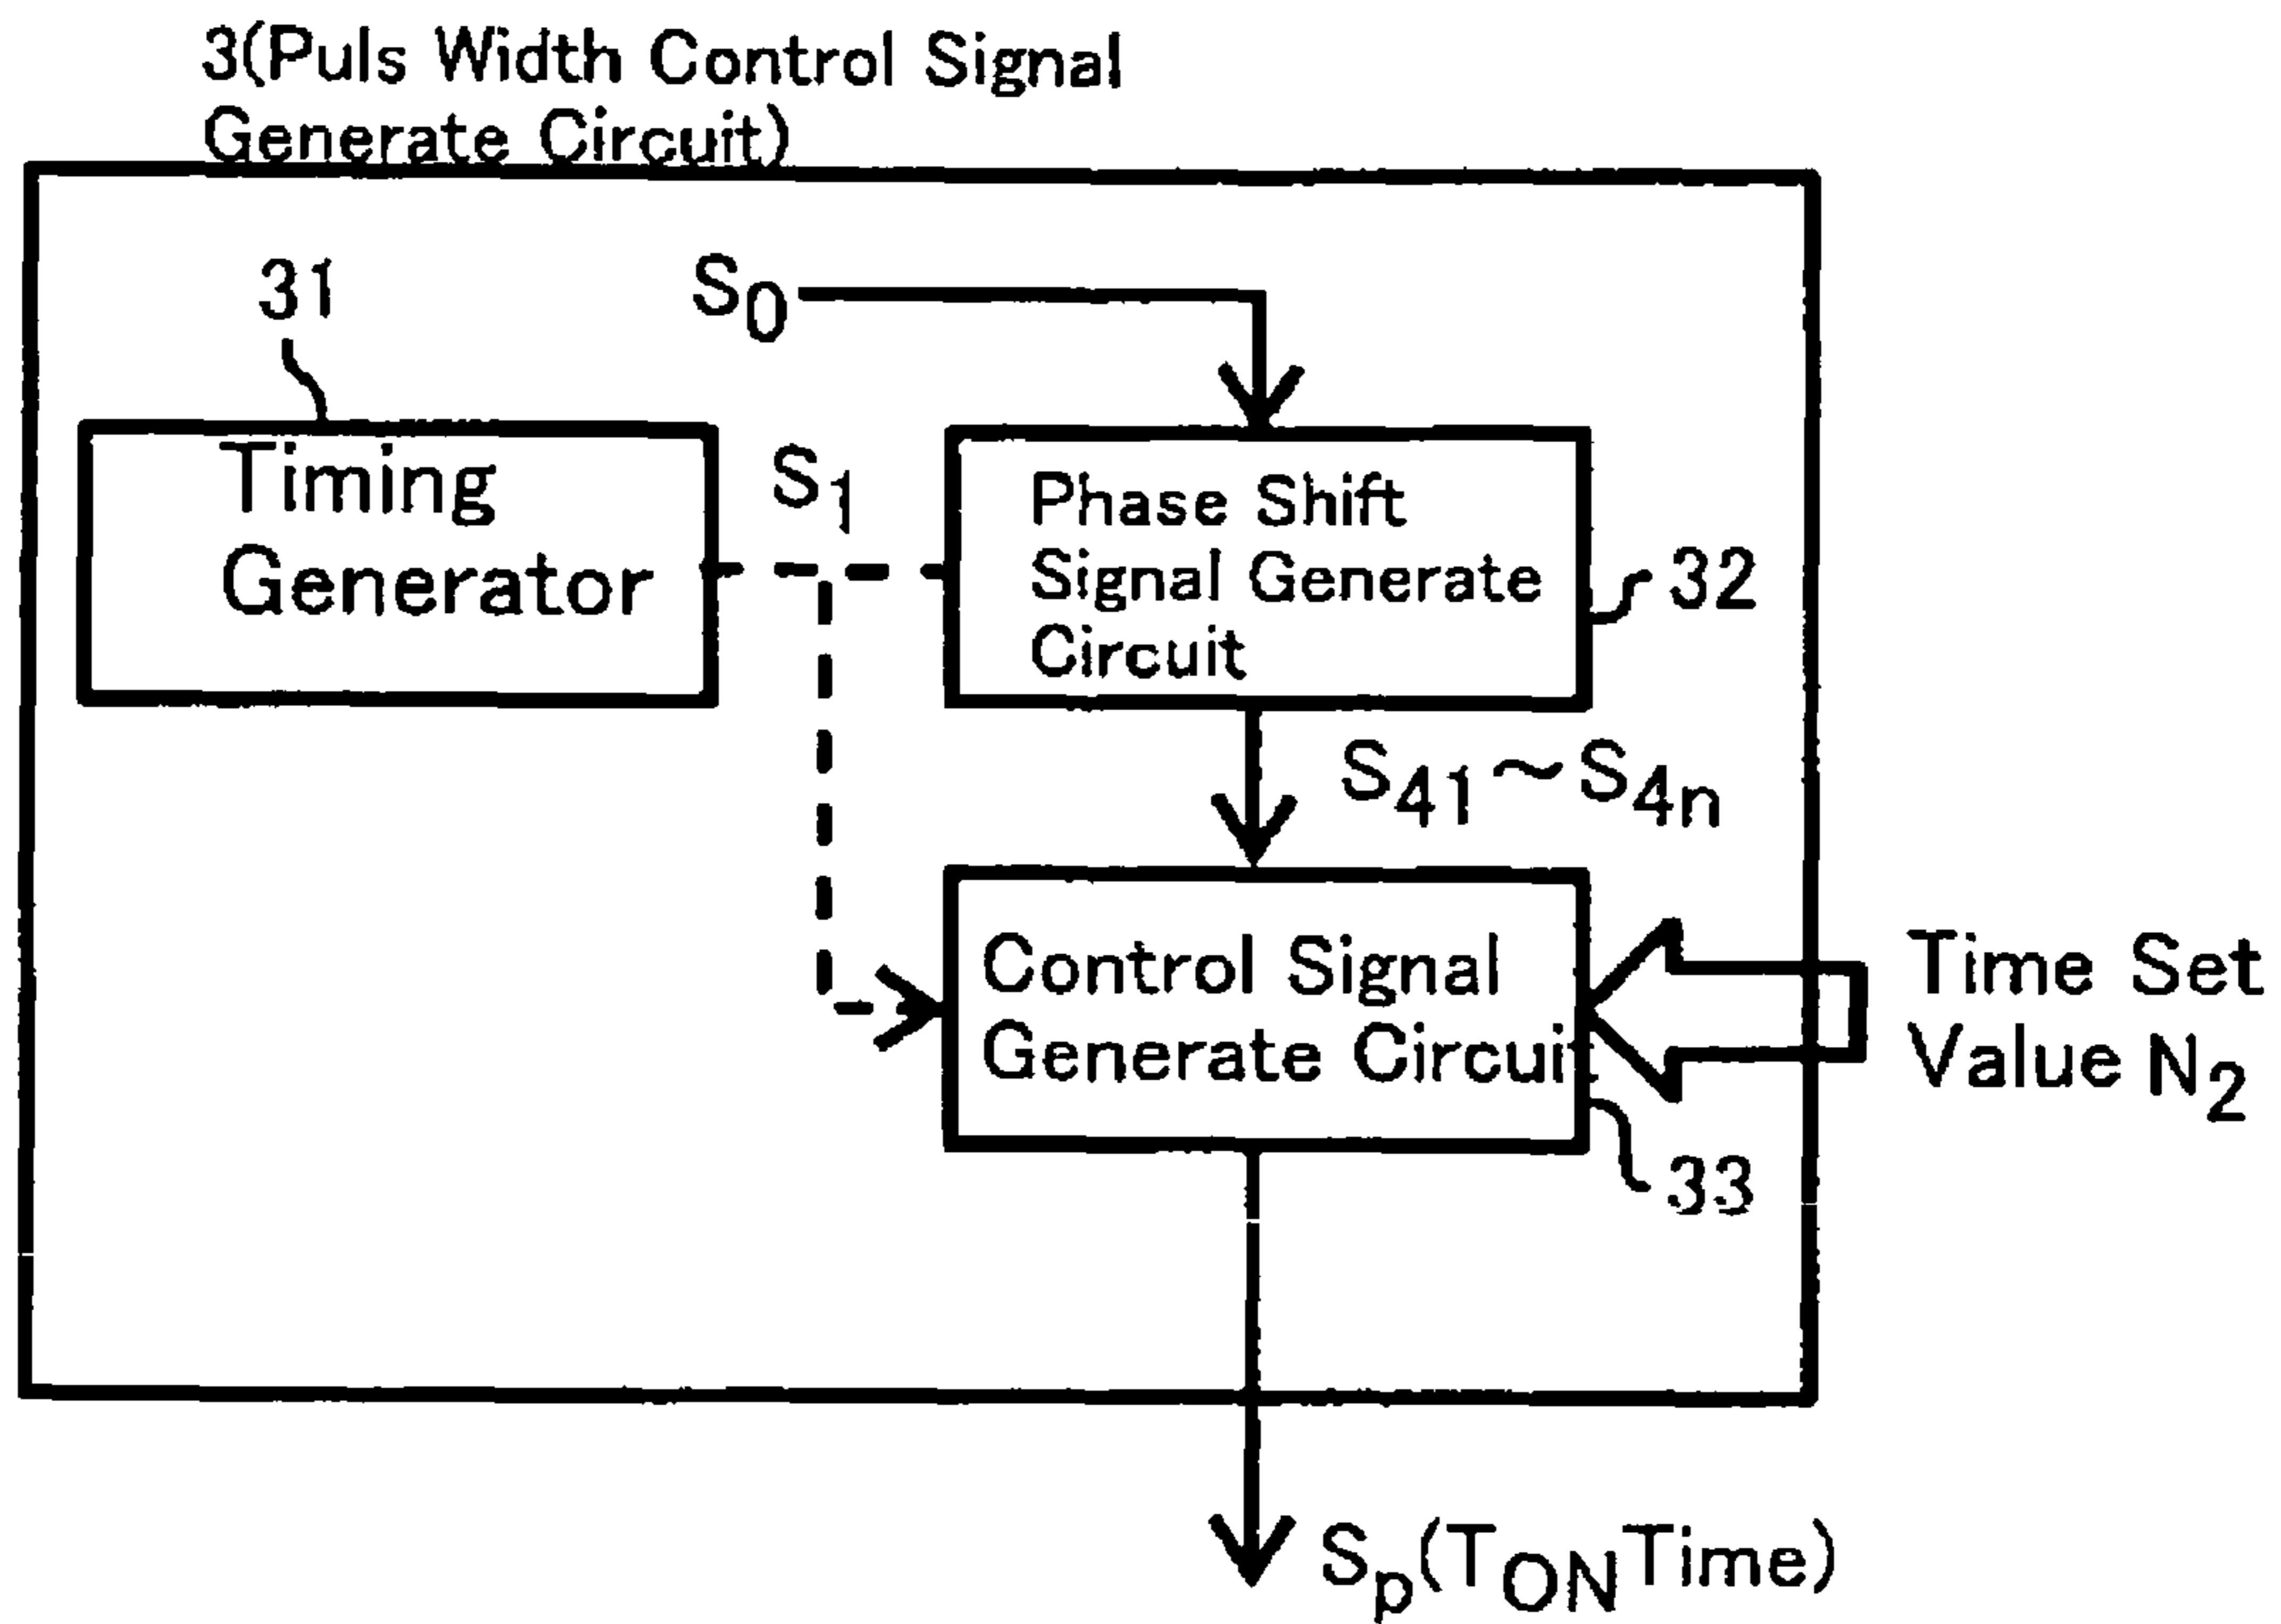 3(Puls Width Control Signal
Generate Circuit)
31
S0
Timing
Generator
S1
Phase Shift
Signal Generate
Circuit
32
S41~S4n
Control Signal
Generate Circuit
Time Set
Value N2
33
Sp(TONTime)